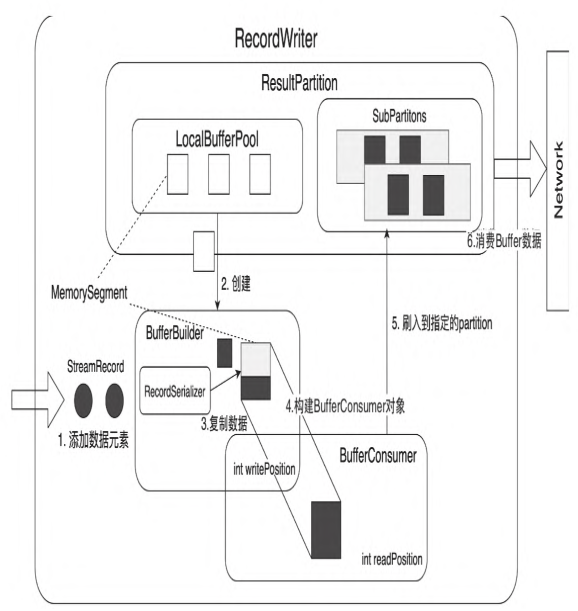 RecordWriter
ResultPartition
SubPartitons
LocalBufferPool
Network
6.消费Buffer数据
2. 创建
MemorySegment
5. 刷入到指定的partition
BufferBuilder
StreamRecord
RecordSerializer
4.构建BufferConsumer对象
3.复制数据
1. 添加数据元素
BufferConsumer
int writePosition
int readPosition